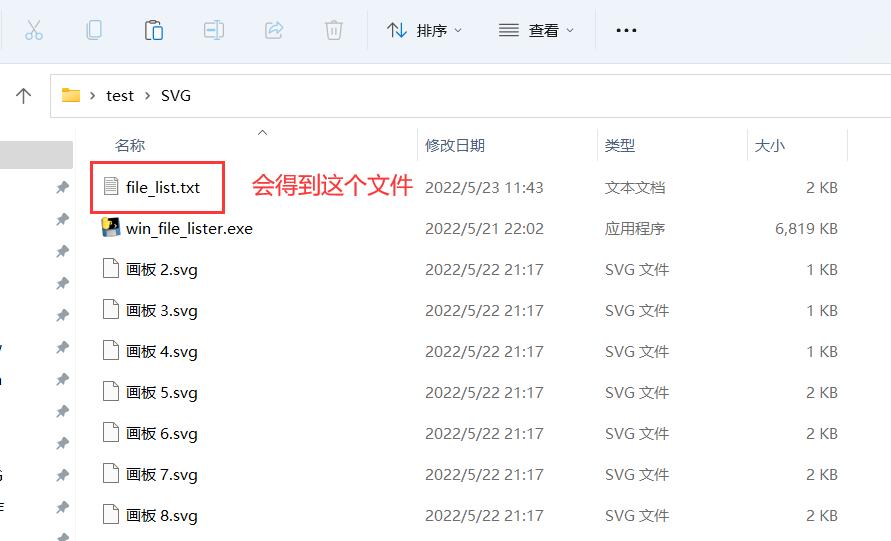 排序 查看
test SVG
名称 修改日期 类型 大小
file_list.txt 会得到这个文件 2022/5/23 11:43 文本文档 2 KB
win_file_lister.exe 2022/5/21 22:02 应用程序 6,819 KB
画板 2.svg 2022/5/22 21:17 SVG 文件 1 KB
画板 3.svg 2022/5/22 21:17 SVG 文件 1 KB
画板 4.svg 2022/5/22 21:17 SVG 文件 1 KB
画板 5.svg 2022/5/22 21:17 SVG 文件 2 KB
画板 6.svg 2022/5/22 21:17 SVG 文件 2 KB
画板 7.svg 2022/5/22 21:17 SVG 文件 2 KB
画板 8.svg 2022/5/22 21:17 SVG 文件 2 KB